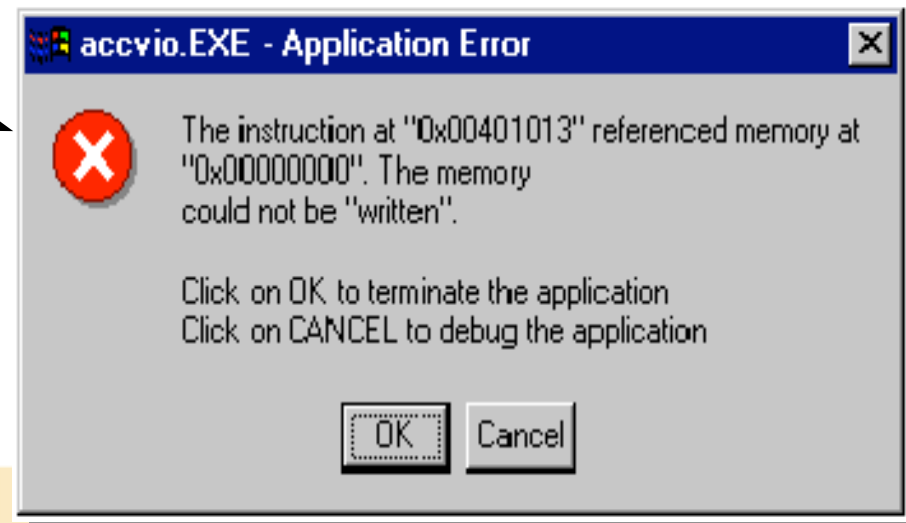 accvio.EXE - Application Error
The instruction at "0x00401013" referenced memory at
"0x00000000". The memory
could not be "written".
Click on OK to terminate the application
Click on CANCEL to debug the application
OK Cancel